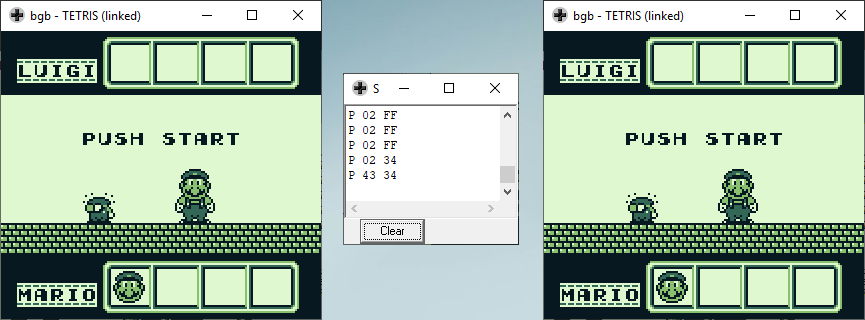 bgb - TETRIS (linked)
LUIGI
PUSH START
MARIO
S
P 02 FF
P 02 FF
P 02 FF
P 02 34
P 43 34
Clear
bgb - TETRIS (linked)
LUIGI
PUSH START
MARIO